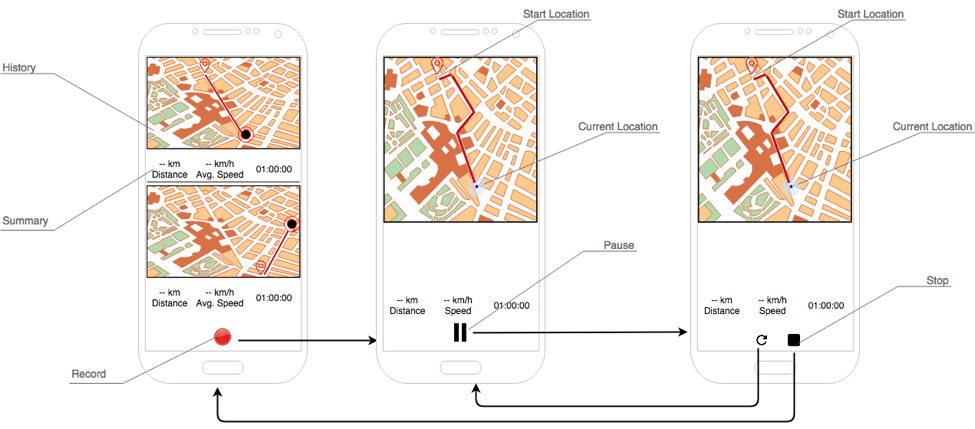 Start Location
Start Location
History
Current Location
Current Location
-- km
Distance
-- km/h
Avg. Speed
01:00:00
Summary
Pause
Stop
-- km
Distance
-- km/h
Avg. Speed
01:00:00
-- km
Distance
-- km/h
Speed
01:00:00
-- km
Distance
-- km/h
Speed
01:00:00
Record